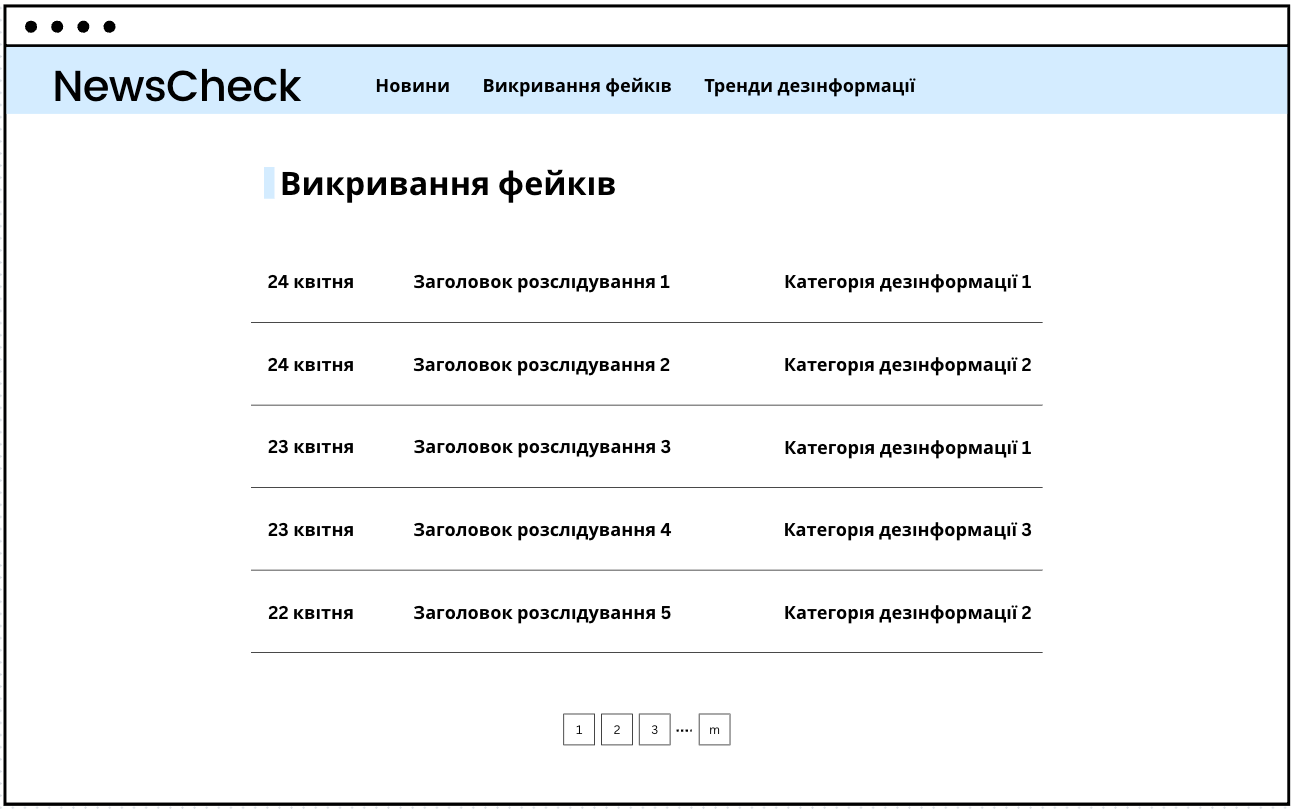 NewsCheck Новини Викривання фейків Тренди дезінформації
Викривання фейків
24 квітня Заголовок розслідування 1 Категорія дезінформації 1
24 квітня Заголовок розслідування 2 Категорія дезінформації 2
23 квітня Заголовок розслідування 3 Категорія дезінформації 1
23 квітня Заголовок розслідування 4 Категорія дезінформації 3
22 квітня Заголовок розслідування 5 Категорія дезінформації 2
1 2 3 .... m